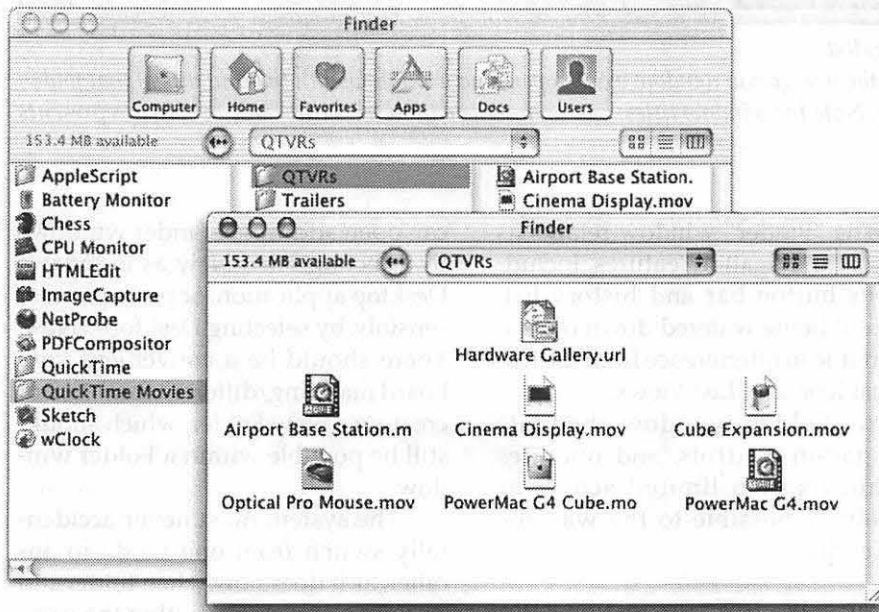 Finder
Computer Home Favorites Apps Docs Users
153.4 MB available QTVRs
AppleScript
Battery Monitor
Chess
CPU Monitor
HTMLEdit
ImageCapture
NetProbe
PDFCompositor
QuickTime
QuickTime Movies
Sketch
wClock
QTVRs
Trailers
Airport Base Station.
Cinema Display.mov
Finder
153.4 MB available QTVRs
Hardware Gallery.url
Airport Base Station.mov Cinema Display.mov Cube Expansion.mov
Optical Pro Mouse.mov PowerMac G4 Cube.mo PowerMac G4.mov